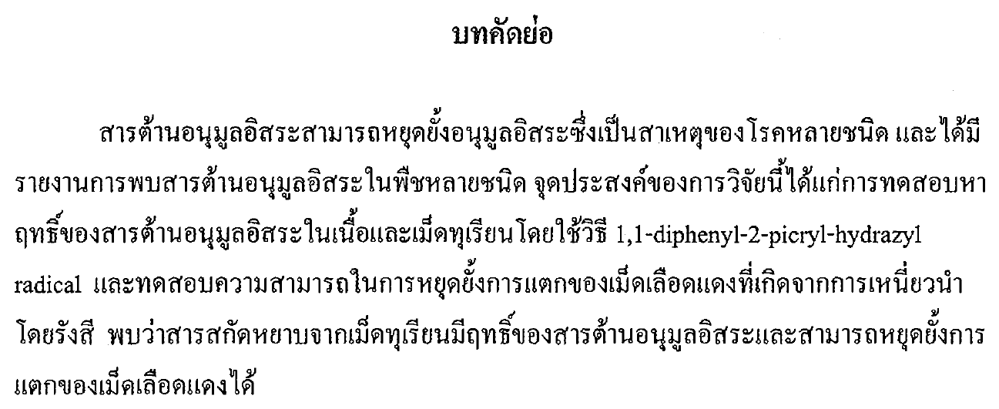 บทคัดย่อ
สารต้านอนุมูลอิสระสามารถหยุดยั้งอนุมูลอิสระซึ่งเป็นสาเหตุของโรคหลายชนิด และได้มี
รายงานการพบสารต้านอนุมูลอิสระในพืชหลายชนิด จุดประสงค์ของการวิจัยนี้ได้แก่การทดสอบหา
ฤทธิ์ของสารต้านอนุมูลอิสระในเนื้อและเม็ดทุเรียนโดยใช้วิธี 1,1-diphenyl-2-picryl-hydrazyl
radical และทดสอบความสามารถในการหยุดยั้งการแตกของเม็ดเลือดแดงที่เกิดจากการเหนี่ยวนำ
โดยรังสี พบว่าสารสกัดหยาบจากเม็ดทุเรียนมีฤทธิ์ของสารต้านอนุมูลอิสระและสามารถหยุดยั้งการ
แตกของเม็ดเลือดแดงได้